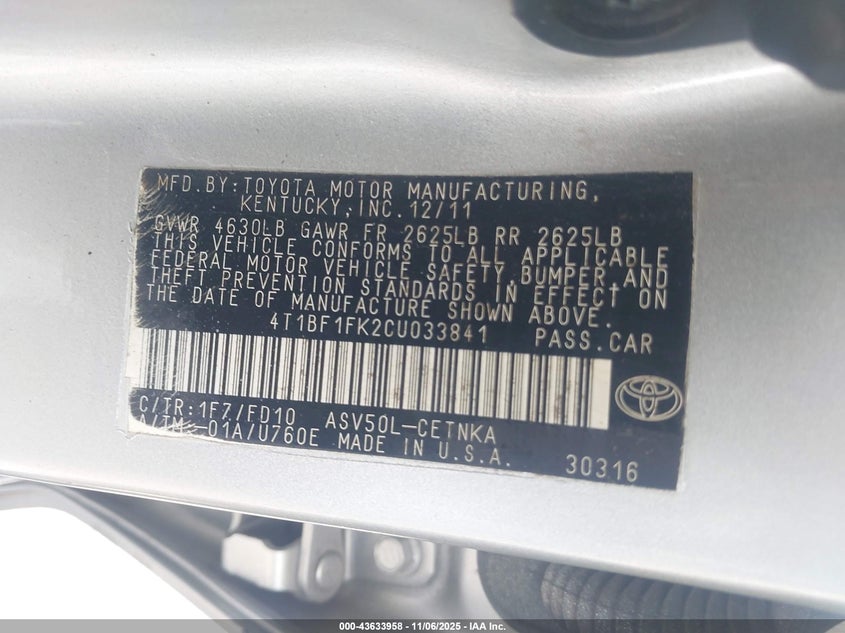 MFD.BY:TOYOTA MOTOR MANUFACTURING,
KENTUCKY,INC.12/11
GVWR 4630LB GAWR FR 2625LB RR 2625LB
THIS VEHICLE CONFORMS TO ALL APPLICABLE
FEDERAL MOTOR VEHICLE SAFETY,BUMPER,AND
THEFT PREVENTION STANDARDS IN EFFECT ON
THE DATE OF MANUFACTURE SHOWN ABOVE.
4T1BF1FK2CU033841 PASS.CAR
C/TR:1F7/FD10 ASV50L-CETNKA
A/TM-01A/U760E MADE IN U.S.A. 30316
000-43633958 - 11/06/2025 - IAA Inc.